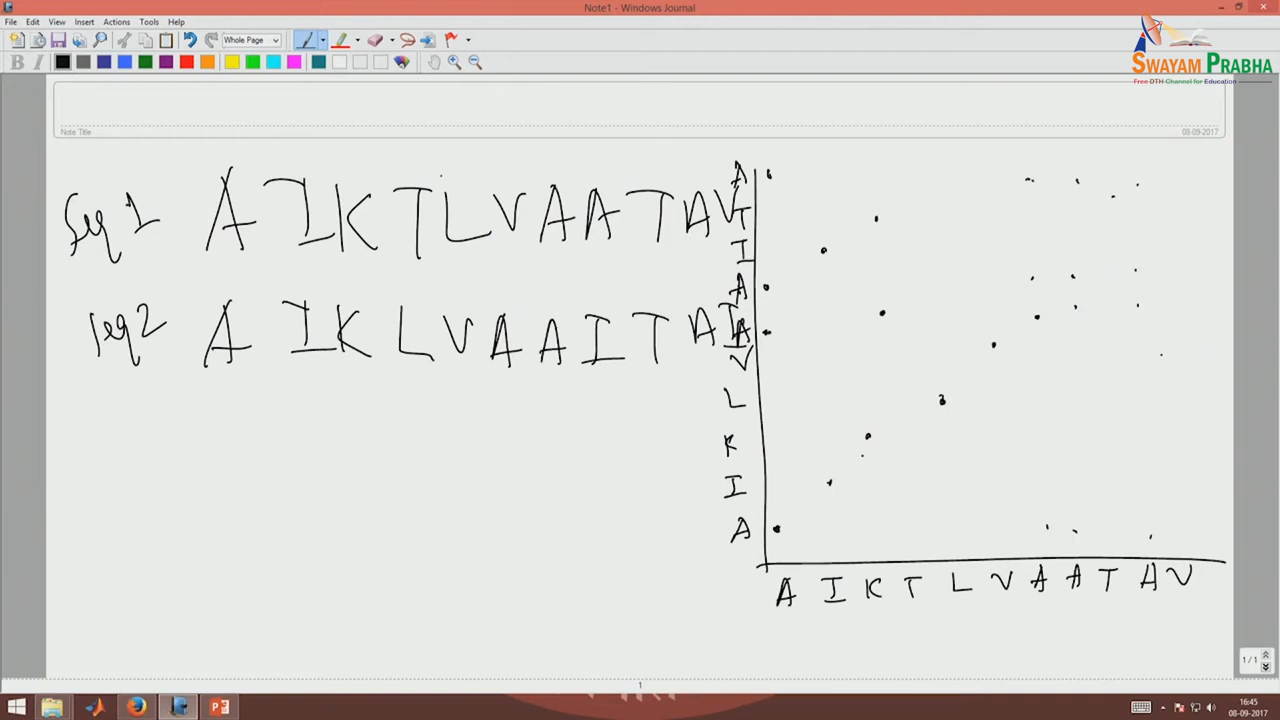 Note1 - Windows Journal
File Edit View Insert Actions Tools Help
Whole Page
B I
SWAYAM PRABHA
Free DTH Channel for Education
Note Title
08-09-2017
Seq 1 A I K T L V A A T A V
Seq 2 A I K L V A A I T A
A
T
I
A
A
V
L
K
I
A
A I K T L V A A T A V
1/1
1
16:45
08-09-2017